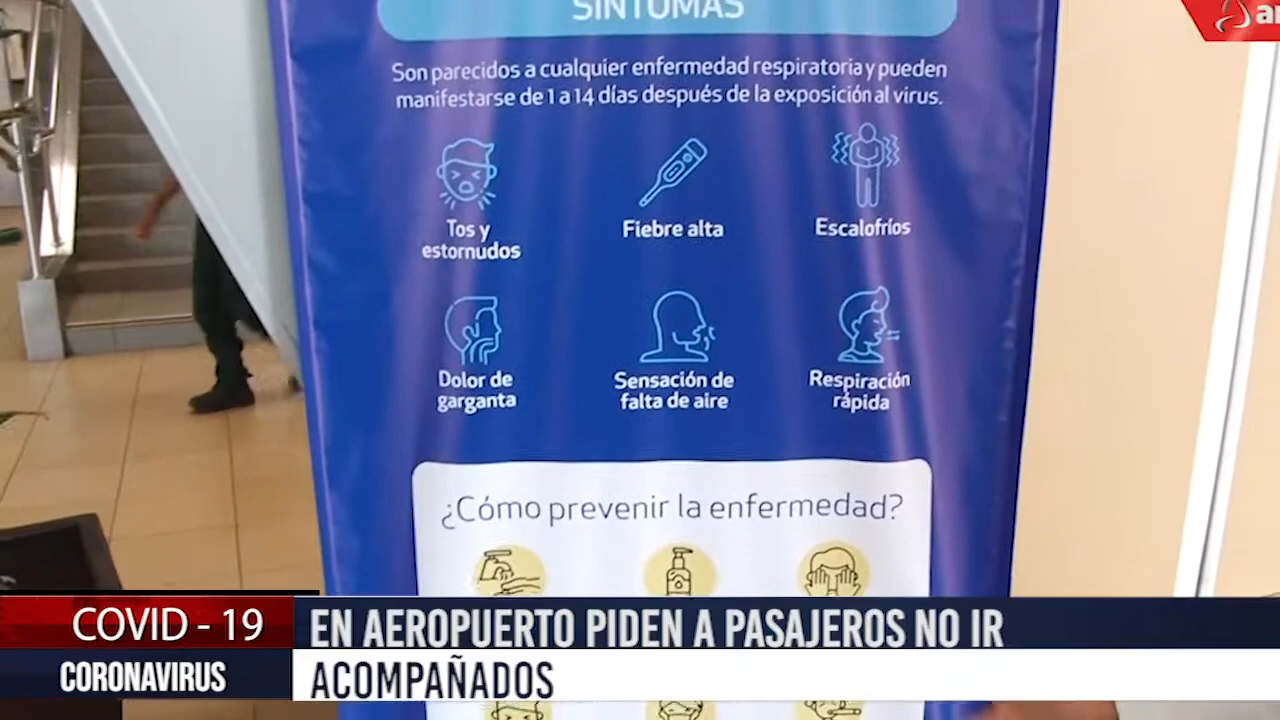 SÍNTOMAS
Son parecidos a cualquier enfermedad respiratoria y pueden
manifestarse de 1 a 14 días después de la exposición al virus.
Tos y
estornudos
Fiebre alta
Escalofríos
Dolor de
garganta
Sensación de
falta de aire
Respiración
rápida
¿Cómo prevenir la enfermedad?
COVID - 19
EN AEROPUERTO PIDEN A PASAJEROS NO IR
CORONAVIRUS
ACOMPAÑADOS